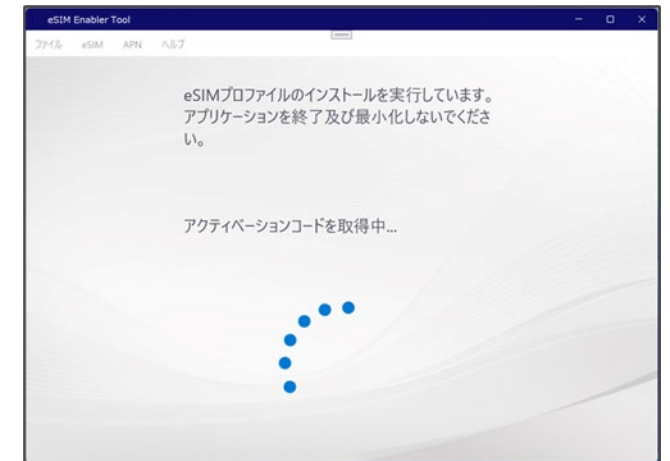 eSIM Enabler Tool
ファイル eSIM APN ヘルプ
eSIMプロファイルのインストールを実行しています。
アプリケーションを終了及び最小化しないでくださ
い。
アクティベーションコードを取得中...